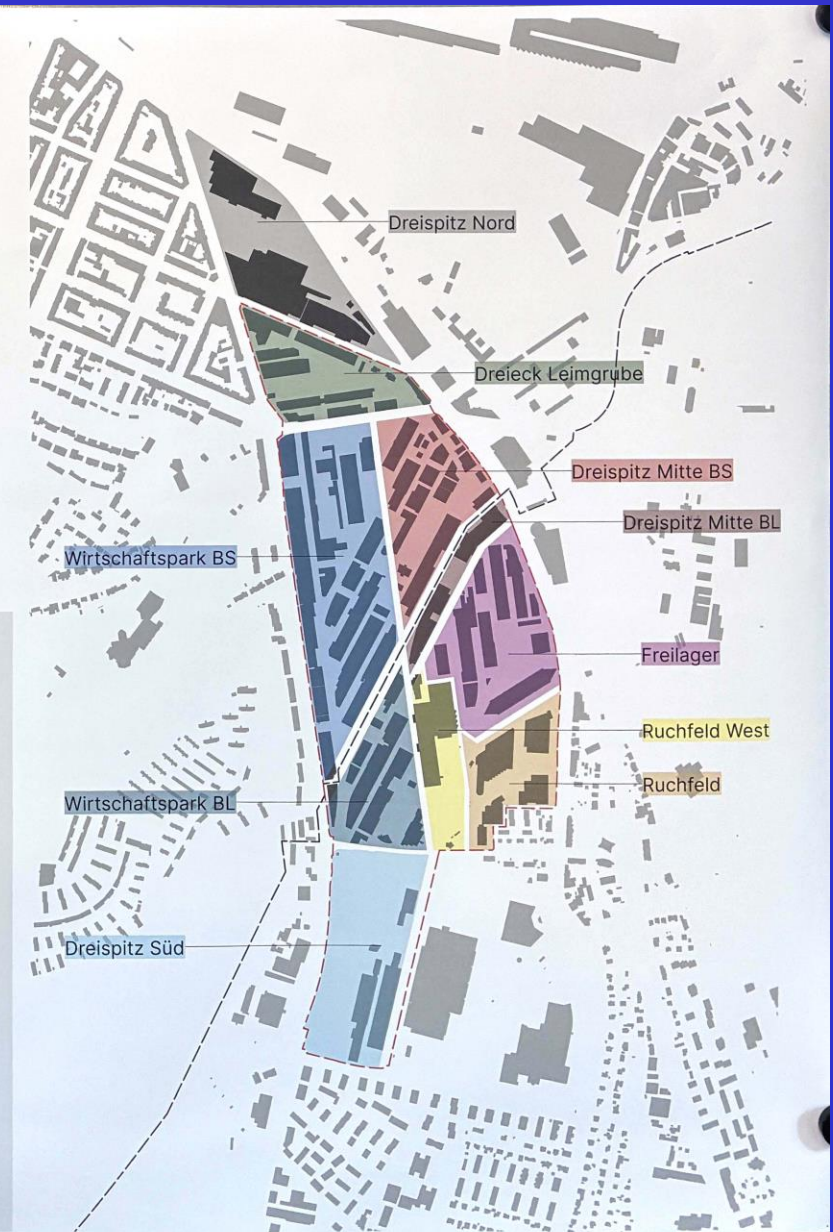 Dreispitz Nord
Dreieck Leimgrube
Dreispitz Mitte BS
Dreispitz Mitte BL
Wirtschaftspark BS
Freilager
Ruchfeld West
Ruchfeld
Wirtschaftspark BL
Dreispitz Süd